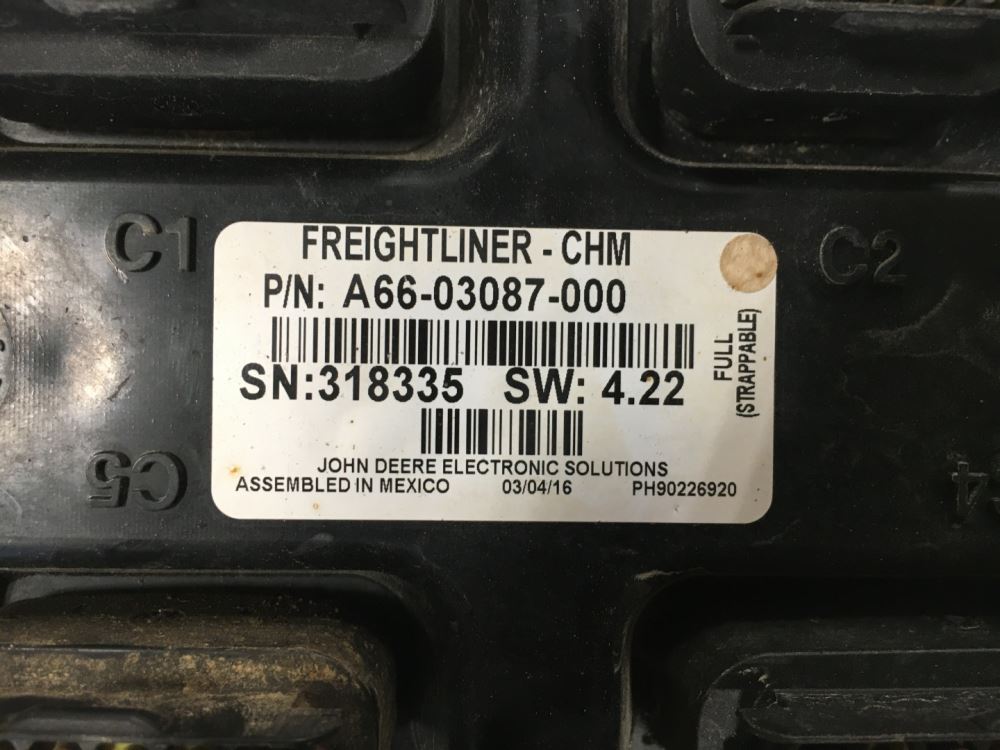 C1
C2
FREIGHTLINER - CHM
P/N: A66-03087-000
SN:318335 SW: 4.22
FULL
(STRAPPABLE)
JOHN DEERE ELECTRONIC SOLUTIONS
ASSEMBLED IN MEXICO 03/04/16 PH90226920
C5